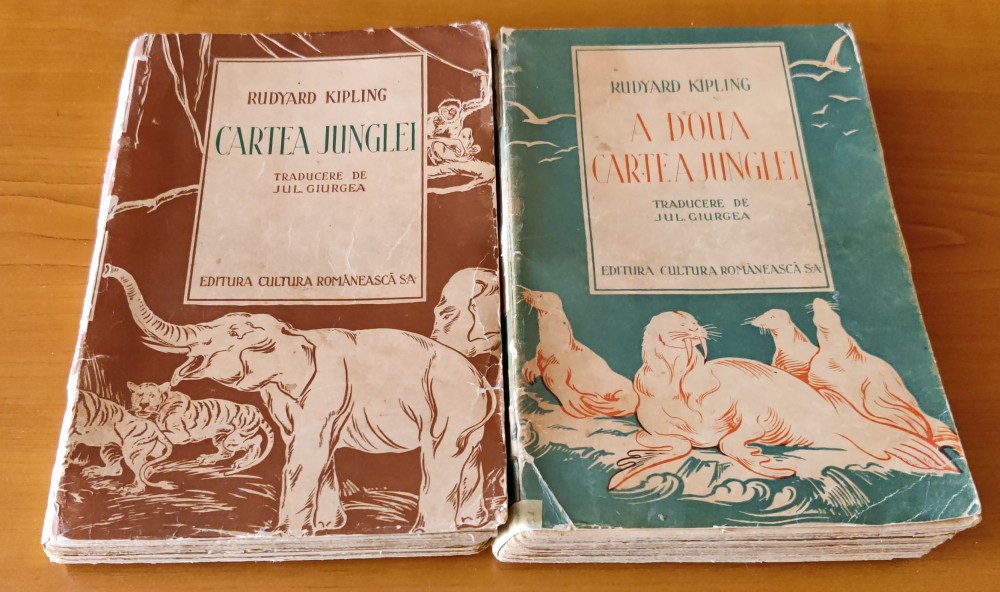 RUDYARD KIPLING
CARTEA JUNGLEI
TRADUCERE DE
JUL. GIURGEA
EDITURA CULTURA ROMÂNEASCĂ S.A.
RUDYARD KIPLING
A DOUA
CARTEA JUNGLEI
TRADUCERE DE
JUL. GIURGEA
EDITURA CULTURA ROMÂNEASCĂ S.A.